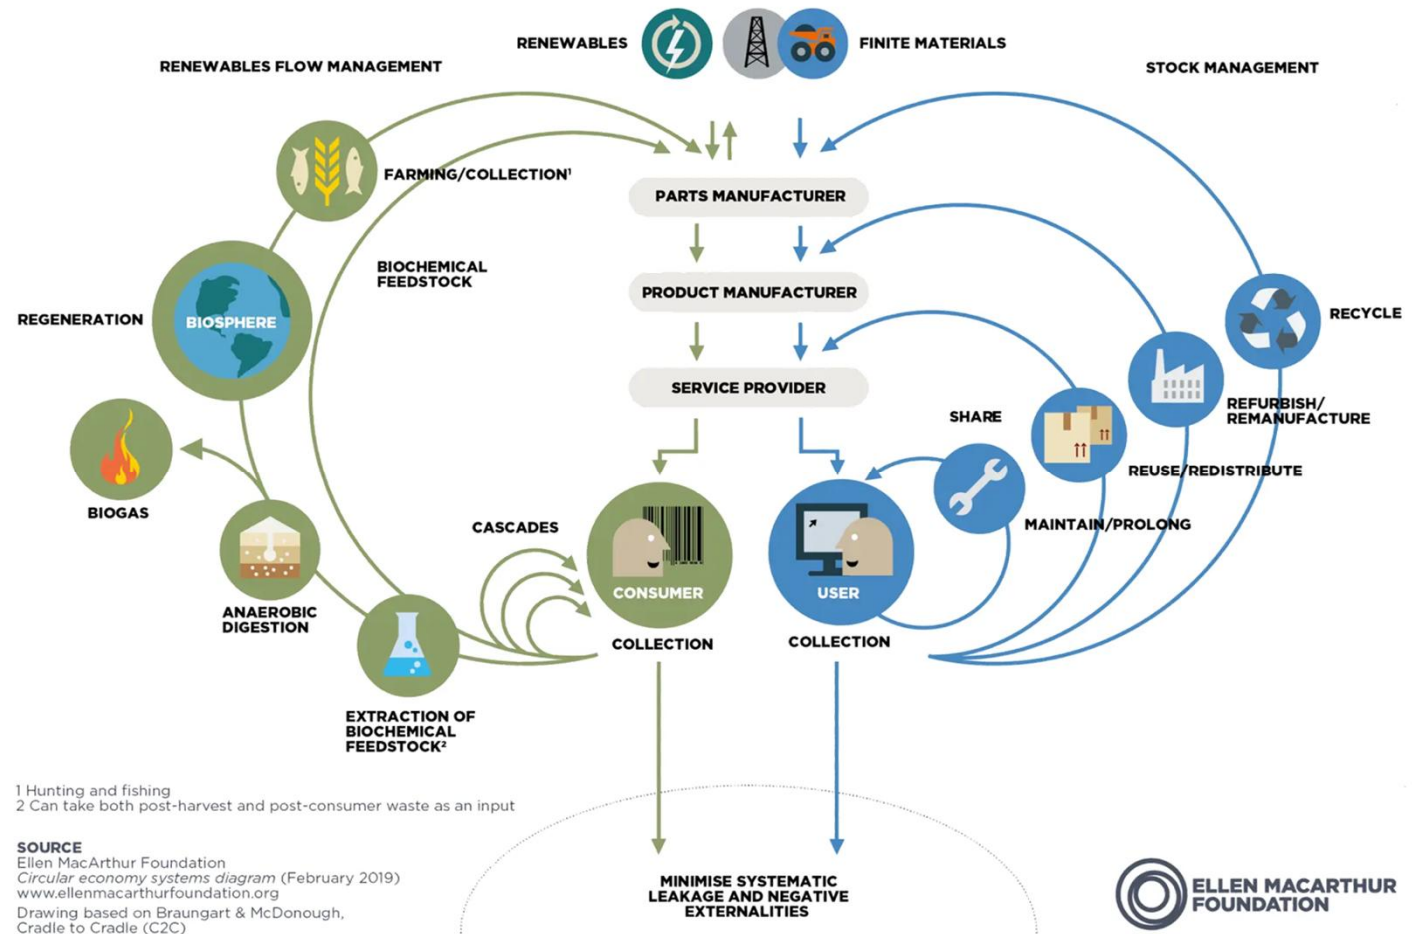 RENEWABLES
FINITE MATERIALS
RENEWABLES FLOW MANAGEMENT
STOCK MANAGEMENT
FARMING/COLLECTION¹
PARTS MANUFACTURER
BIOCHEMICAL
FEEDSTOCK
PRODUCT MANUFACTURER
REGENERATION
BIOSPHERE
RECYCLE
SERVICE PROVIDER
REFURBISH/
REMANUFACTURE
SHARE
REUSE/REDISTRIBUTE
BIOGAS
CASCADES
MAINTAIN/PROLONG
CONSUMER
USER
ANAEROBIC
DIGESTION
COLLECTION
COLLECTION
EXTRACTION OF
BIOCHEMICAL
FEEDSTOCK²
1 Hunting and fishing
2 Can take both post-harvest and post-consumer waste as an input
SOURCE
Ellen MacArthur Foundation
Circular economy systems diagram (February 2019)
www.ellenmacarthurfoundation.org
Drawing based on Braungart & McDonough,
Cradle to Cradle (C2C)
MINIMISE SYSTEMATIC
LEAKAGE AND NEGATIVE
EXTERNALITIES
ELLEN MACARTHUR
FOUNDATION